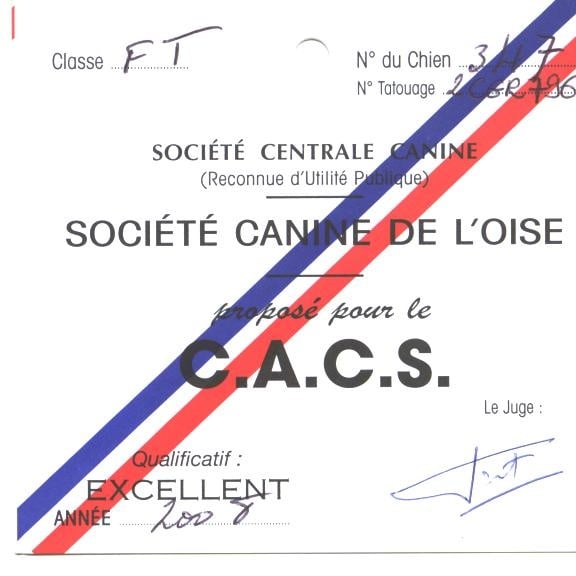 Classe FT N° du Chien 347
N° Tatouage 2CER796
SOCIÉTÉ CENTRALE CANINE
(Reconnue d'Utilité Publique)
SOCIÉTÉ CANINE DE L'OISE
proposé pour le
C.A.C.S.
Le Juge :
Qualificatif :
EXCELLENT
ANNÉE 2008